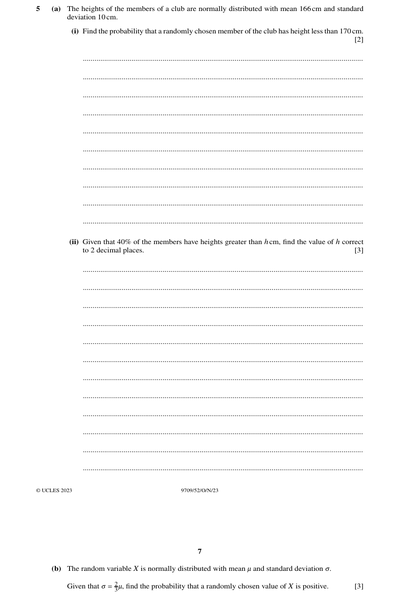 5 (a) The heights of the members of a club are normally distributed with mean 166 cm and standard
deviation 10 cm.
(i) Find the probability that a randomly chosen member of the club has height less than 170 cm.
[2]
(ii) Given that 40% of the members have heights greater than h cm, find the value of h correct
to 2 decimal places. [3]
© UCLES 2023 9709/52/O/N/23
7
(b) The random variable X is normally distributed with mean μ and standard deviation σ.
Given that σ = 2/3 μ, find the probability that a randomly chosen value of X is positive. [3]